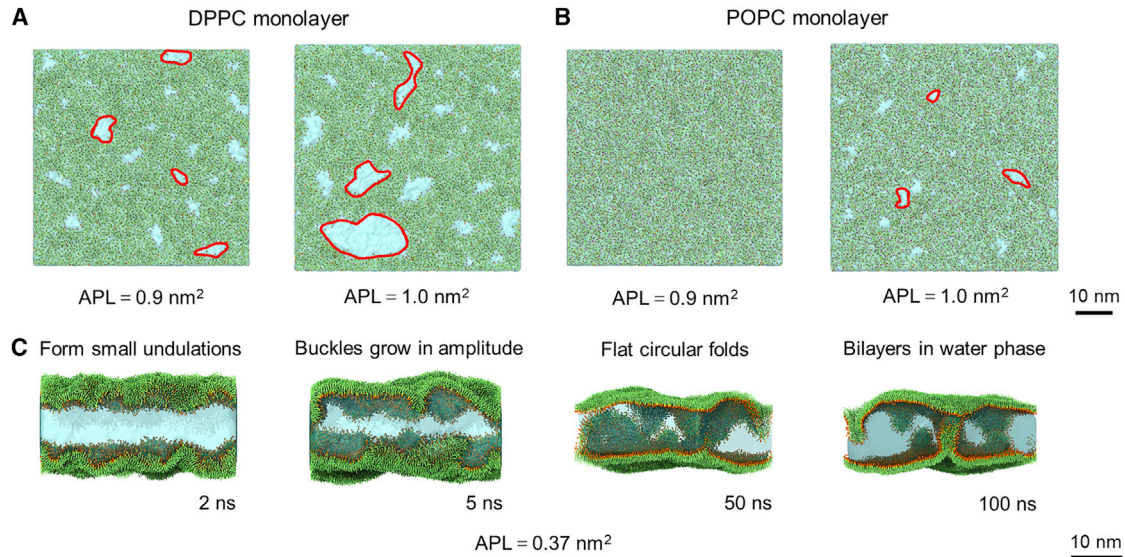 A DPPC monolayer
B POPC monolayer
APL = 0.9 nm²
APL = 1.0 nm²
APL = 0.9 nm²
APL = 1.0 nm²
10 nm
C Form small undulations
Buckles grow in amplitude
Flat circular folds
Bilayers in water phase
2 ns
5 ns
50 ns
100 ns
APL = 0.37 nm²
10 nm